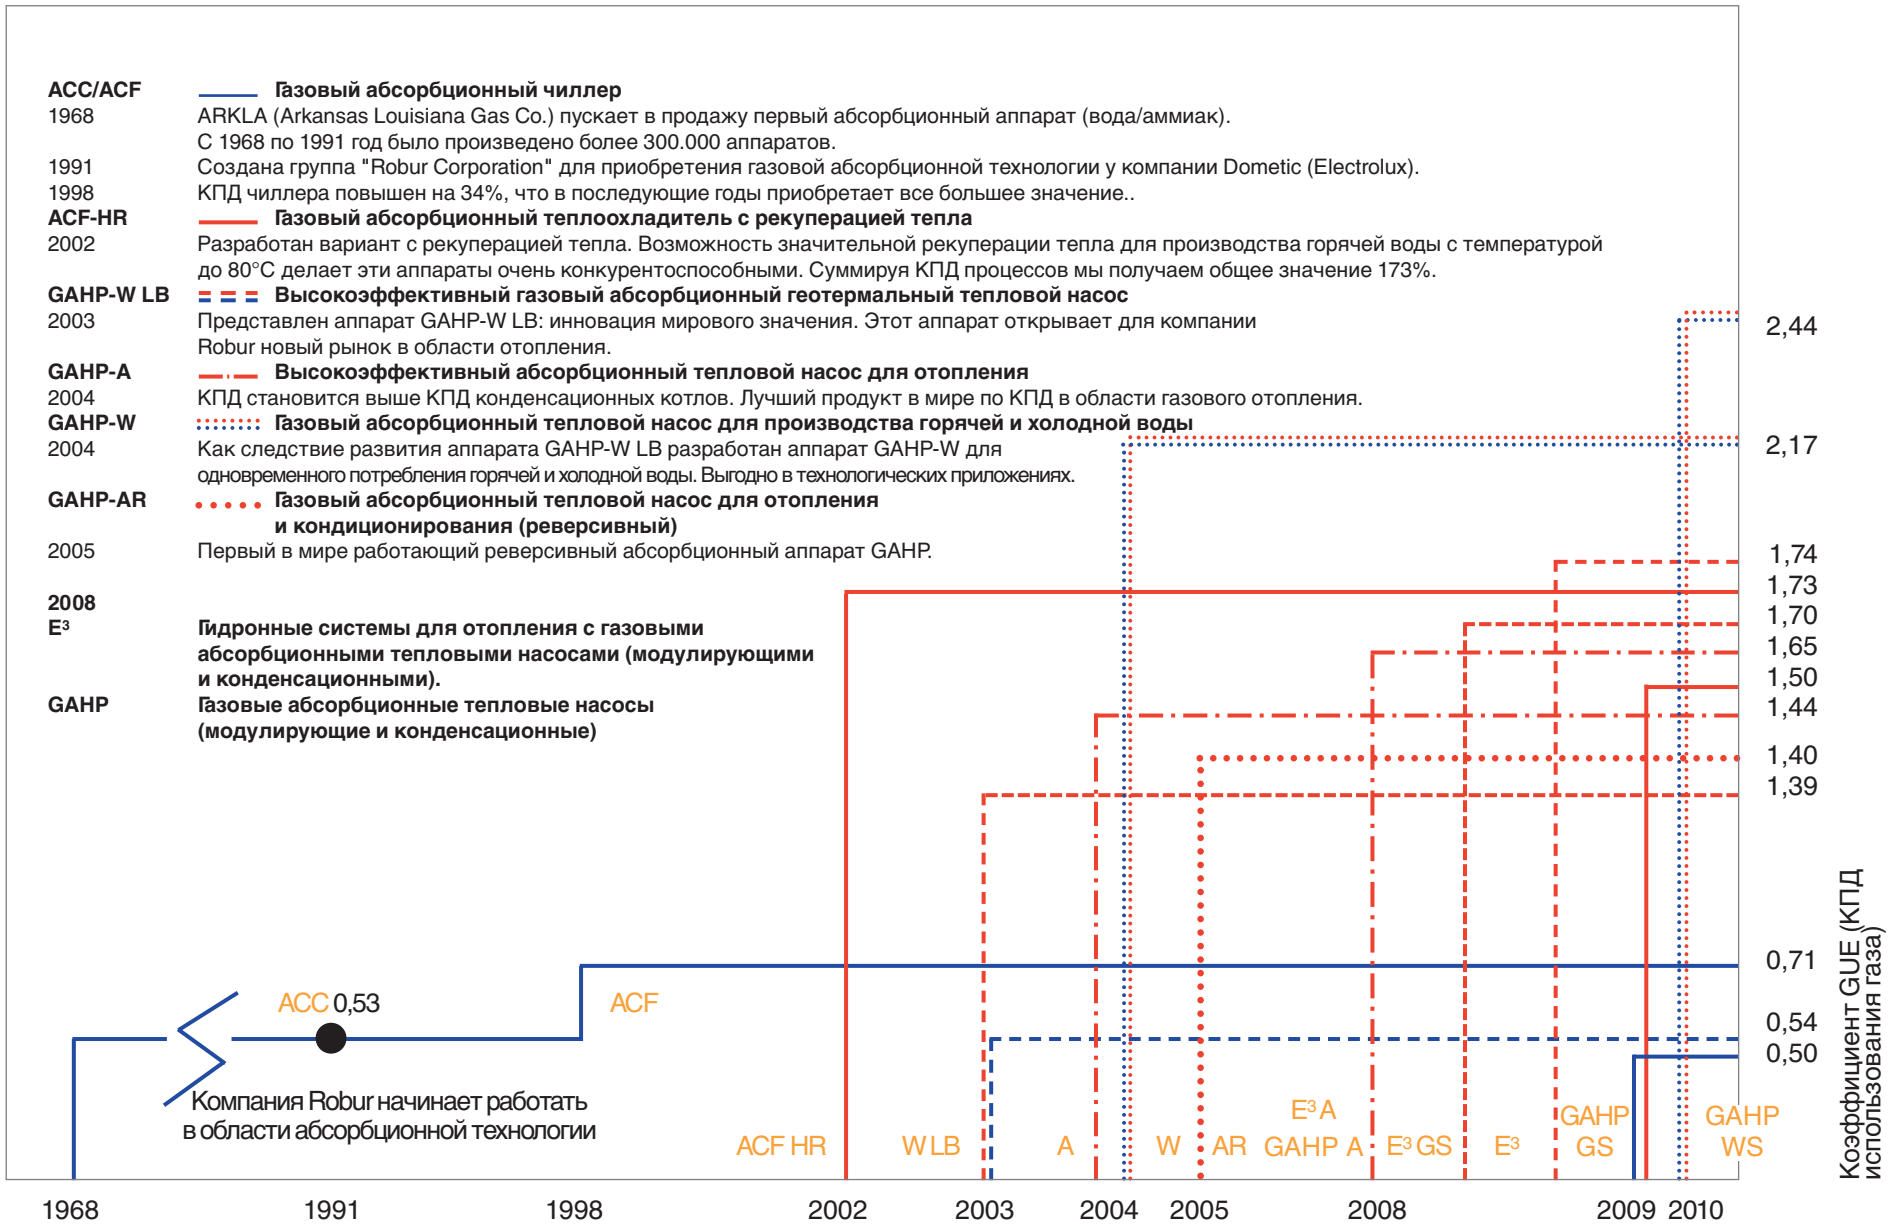 ACC/ACF Газовый абсорбционный чиллер
1968 ARKLA (Arkansas Louisiana Gas Co.) пускает в продажу первый абсорбционный аппарат (вода/аммиак).
С 1968 по 1991 год было произведено более 300.000 аппаратов.
1991 Создана группа "Robur Corporation" для приобретения газовой абсорбционной технологии у компании Dometic (Electrolux).
1998 КПД чиллера повышен на 34%, что в последующие годы приобретает все большее значение..
ACF-HR Газовый абсорбционный теплоохладитель с рекуперацией тепла
2002 Разработан вариант с рекуперацией тепла. Возможность значительной рекуперации тепла для производства горячей воды с температурой
до 80°C делает эти аппараты очень конкурентоспособными. Суммируя КПД процессов мы получаем общее значение 173%.
GAHP-W LB Высокоэффективный газовый абсорбционный геотермальный тепловой насос
2003 Представлен аппарат GAHP-W LB: инновация мирового значения. Этот аппарат открывает для компании
Robur новый рынок в области отопления.
GAHP-A Высокоэффективный абсорбционный тепловой насос для отопления
2004 КПД становится выше КПД конденсационных котлов. Лучший продукт в мире по КПД в области газового отопления.
GAHP-W Газовый абсорбционный тепловой насос для производства горячей и холодной воды
2004 Как следствие развития аппарата GAHP-W LB разработан аппарат GAHP-W для
одновременного потребления горячей и холодной воды. Выгодно в технологических приложениях.
GAHP-AR Газовый абсорбционный тепловой насос для отопления
и кондиционирования (реверсивный)
2005 Первый в мире работающий реверсивный абсорбционный аппарат GAHP.
2008
E³ Гидронные системы для отопления с газовыми
абсорбционными тепловыми насосами (модулирующими
и конденсационными).
GAHP Газовые абсорбционные тепловые насосы
(модулирующие и конденсационные)
2,44
2,17
1,74
1,73
1,70
1,65
1,50
1,44
1,40
1,39
0,71
0,54
0,50
Коэффициент GUE (КПД
использования газа)
ACC 0,53
ACF
Компания Robur начинает работать
в области абсорбционной технологии
ACF HR
W LB
A
W
AR
E³ A
GAHP A
E³ GS
E³
GAHP
GS
GAHP
WS
1968 1991 1998 2002 2003 2004 2005 2008 2009 2010